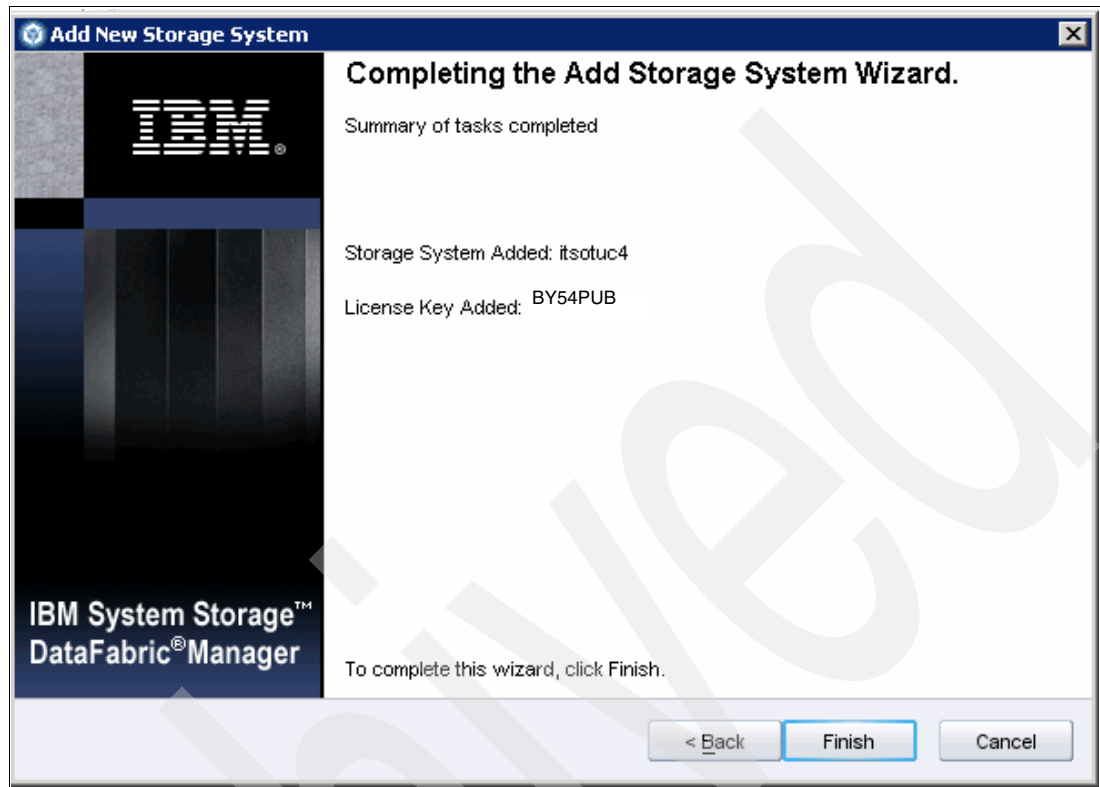 Add New Storage System
IBM®
Completing the Add Storage System Wizard.
Summary of tasks completed
Storage System Added: itsotuc4
License Key Added: BY54PUB
IBM System Storage™
DataFabric®Manager
To complete this wizard, click Finish.
< Back
Finish
Cancel
hived